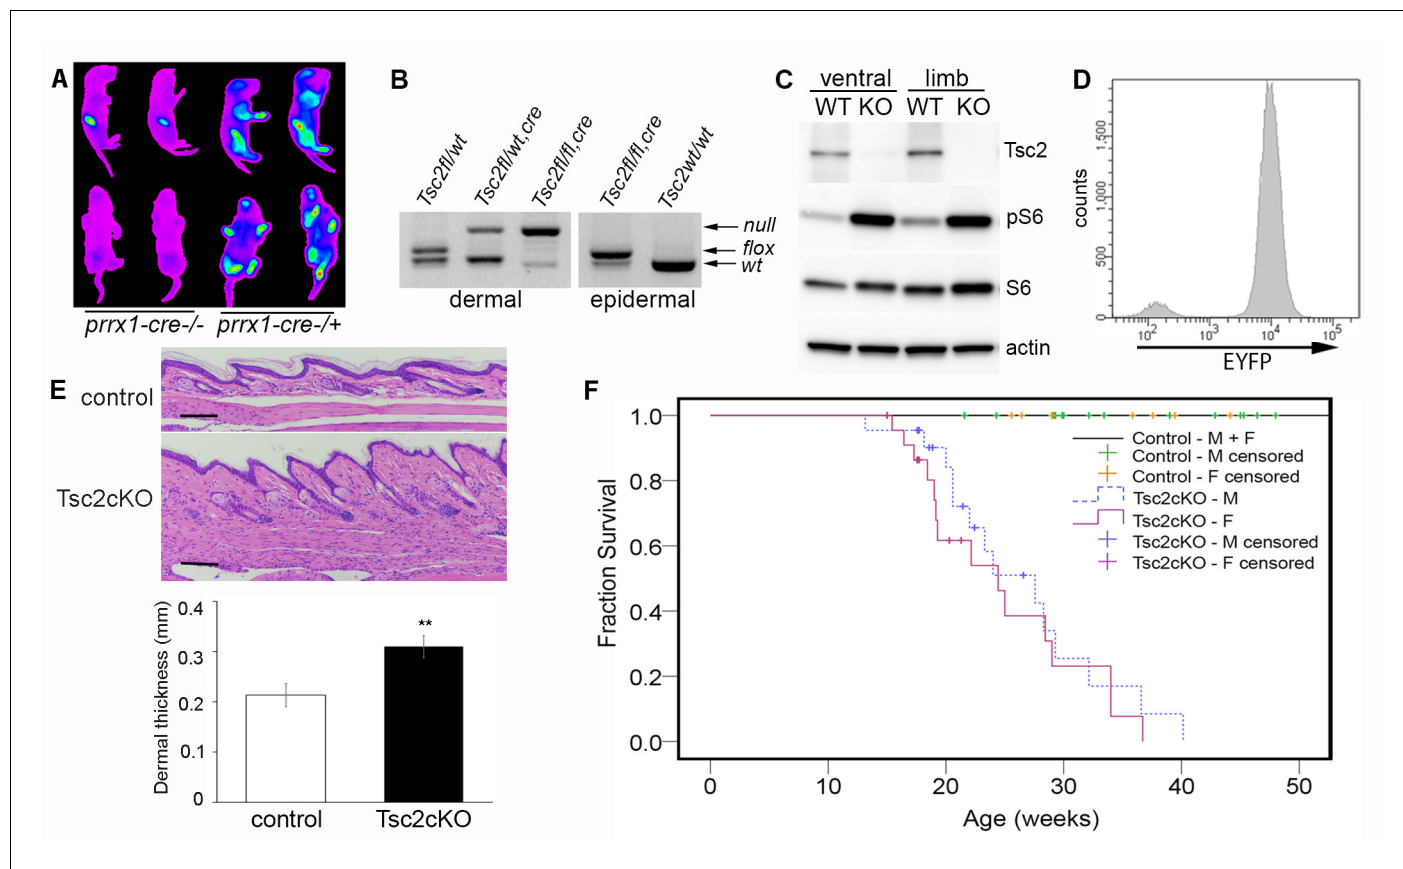 A
prrx1-cre-/-
prrx1-cre-/+
B
Tsc2fl/wt
Tsc2fl/wt,cre
Tsc2fl/fl,cre
Tsc2fl/fl,cre
Tsc2wt/wt
null
flox
wt
dermal
epidermal
C
ventral limb
WT KO WT KO
Tsc2
pS6
S6
actin
D
counts
1,500
1,000
500
0
10^2 10^3 10^4 10^5
EYFP
E
control
Tsc2cKO
Dermal thickness (mm)
0.4
0.3
0.2
0.1
0
**
control Tsc2cKO
F
Fraction Survival
1.0
0.8
0.6
0.4
0.2
0.0
0 10 20 30 40 50
Age (weeks)
Control - M + F
Control - M censored
Control - F censored
Tsc2cKO - M
Tsc2cKO - F
Tsc2cKO - M censored
Tsc2cKO - F censored